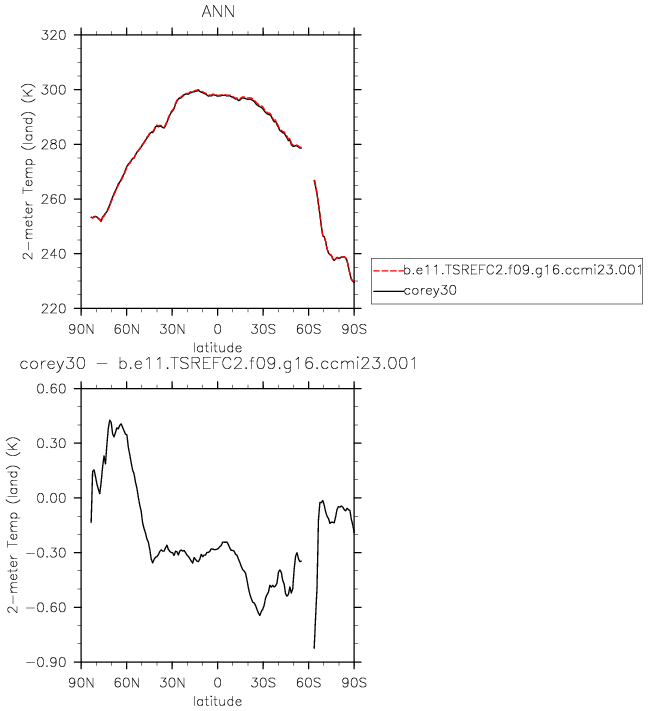 ANN
320
300
280
260
240
220
2-meter Temp (land) (K)
90N 60N 30N 0 30S 60S 90S
latitude
b.e11.TSREFC2.f09.g16.ccmi23.001
corey30
corey30 - b.e11.TSREFC2.f09.g16.ccmi23.001
0.60
0.30
0.00
-0.30
-0.60
-0.90
2-meter Temp (land) (K)
90N 60N 30N 0 30S 60S 90S
latitude